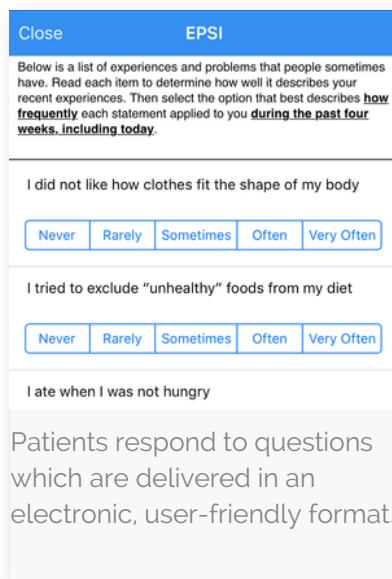 Close EPSI
Below is a list of experiences and problems that people sometimes
have. Read each item to determine how well it describes your
recent experiences. Then select the option that best describes how
frequently each statement applied to you during the past four
weeks, including today.
I did not like how clothes fit the shape of my body
Never Rarely Sometimes Often Very Often
I tried to exclude “unhealthy” foods from my diet
Never Rarely Sometimes Often Very Often
I ate when I was not hungry
Patients respond to questions
which are delivered in an
electronic, user-friendly format.